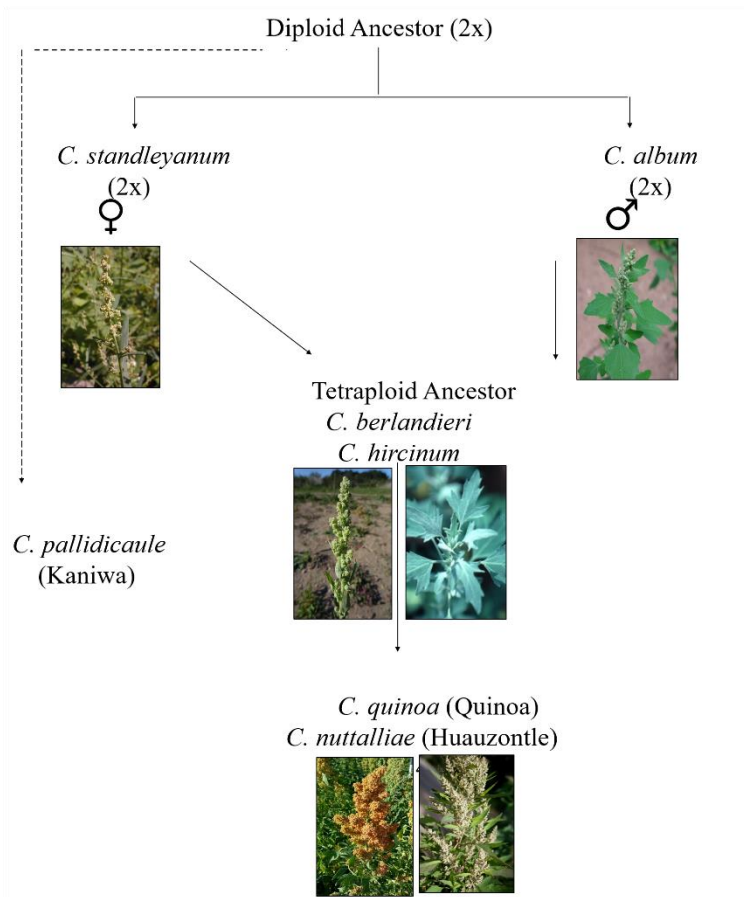 Diploid Ancestor (2x)
C. standleyanum
(2x)
C. album
(2x)
♀
♂
Tetraploid Ancestor
C. berlandieri
C. hircinum
C. pallidicaule
(Kaniwa)
C. quinoa (Quinoa)
C. nuttalliae (Huauzontle)